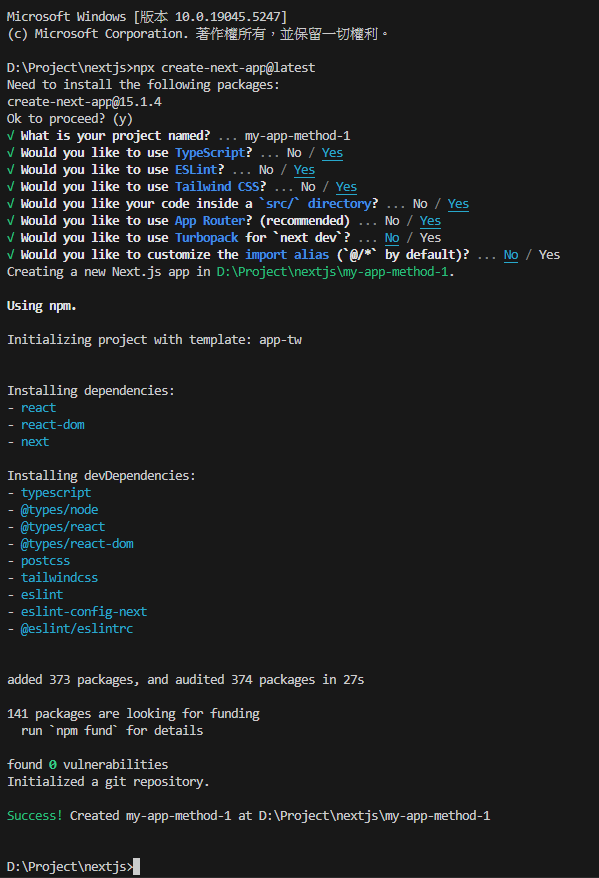 Microsoft Windows [版本 10.0.19045.5247]
(c) Microsoft Corporation. 著作權所有，並保留一切權利。
D:\Project\nextjs>npx create-next-app@latest
Need to install the following packages:
create-next-app@15.1.4
Ok to proceed? (y)
√ What is your project named? ... my-app-method-1
√ Would you like to use TypeScript? ... No / Yes
√ Would you like to use ESLint? ... No / Yes
√ Would you like to use Tailwind CSS? ... No / Yes
√ Would you like your code inside a `src/` directory? ... No / Yes
√ Would you like to use App Router? (recommended) ... No / Yes
√ Would you like to use Turbopack for `next dev`? ... No / Yes
√ Would you like to customize the import alias (`@/*` by default)? ... No / Yes
Creating a new Next.js app in D:\Project\nextjs\my-app-method-1.
Using npm.
Initializing project with template: app-tw
Installing dependencies:
- react
- react-dom
- next
Installing devDependencies:
- typescript
- @types/node
- @types/react
- @types/react-dom
- postcss
- tailwindcss
- eslint
- eslint-config-next
- @eslint/eslintrc
added 373 packages, and audited 374 packages in 27s
141 packages are looking for funding
run `npm fund` for details
found 0 vulnerabilities
Initialized a git repository.
Success! Created my-app-method-1 at D:\Project\nextjs\my-app-method-1
D:\Project\nextjs>